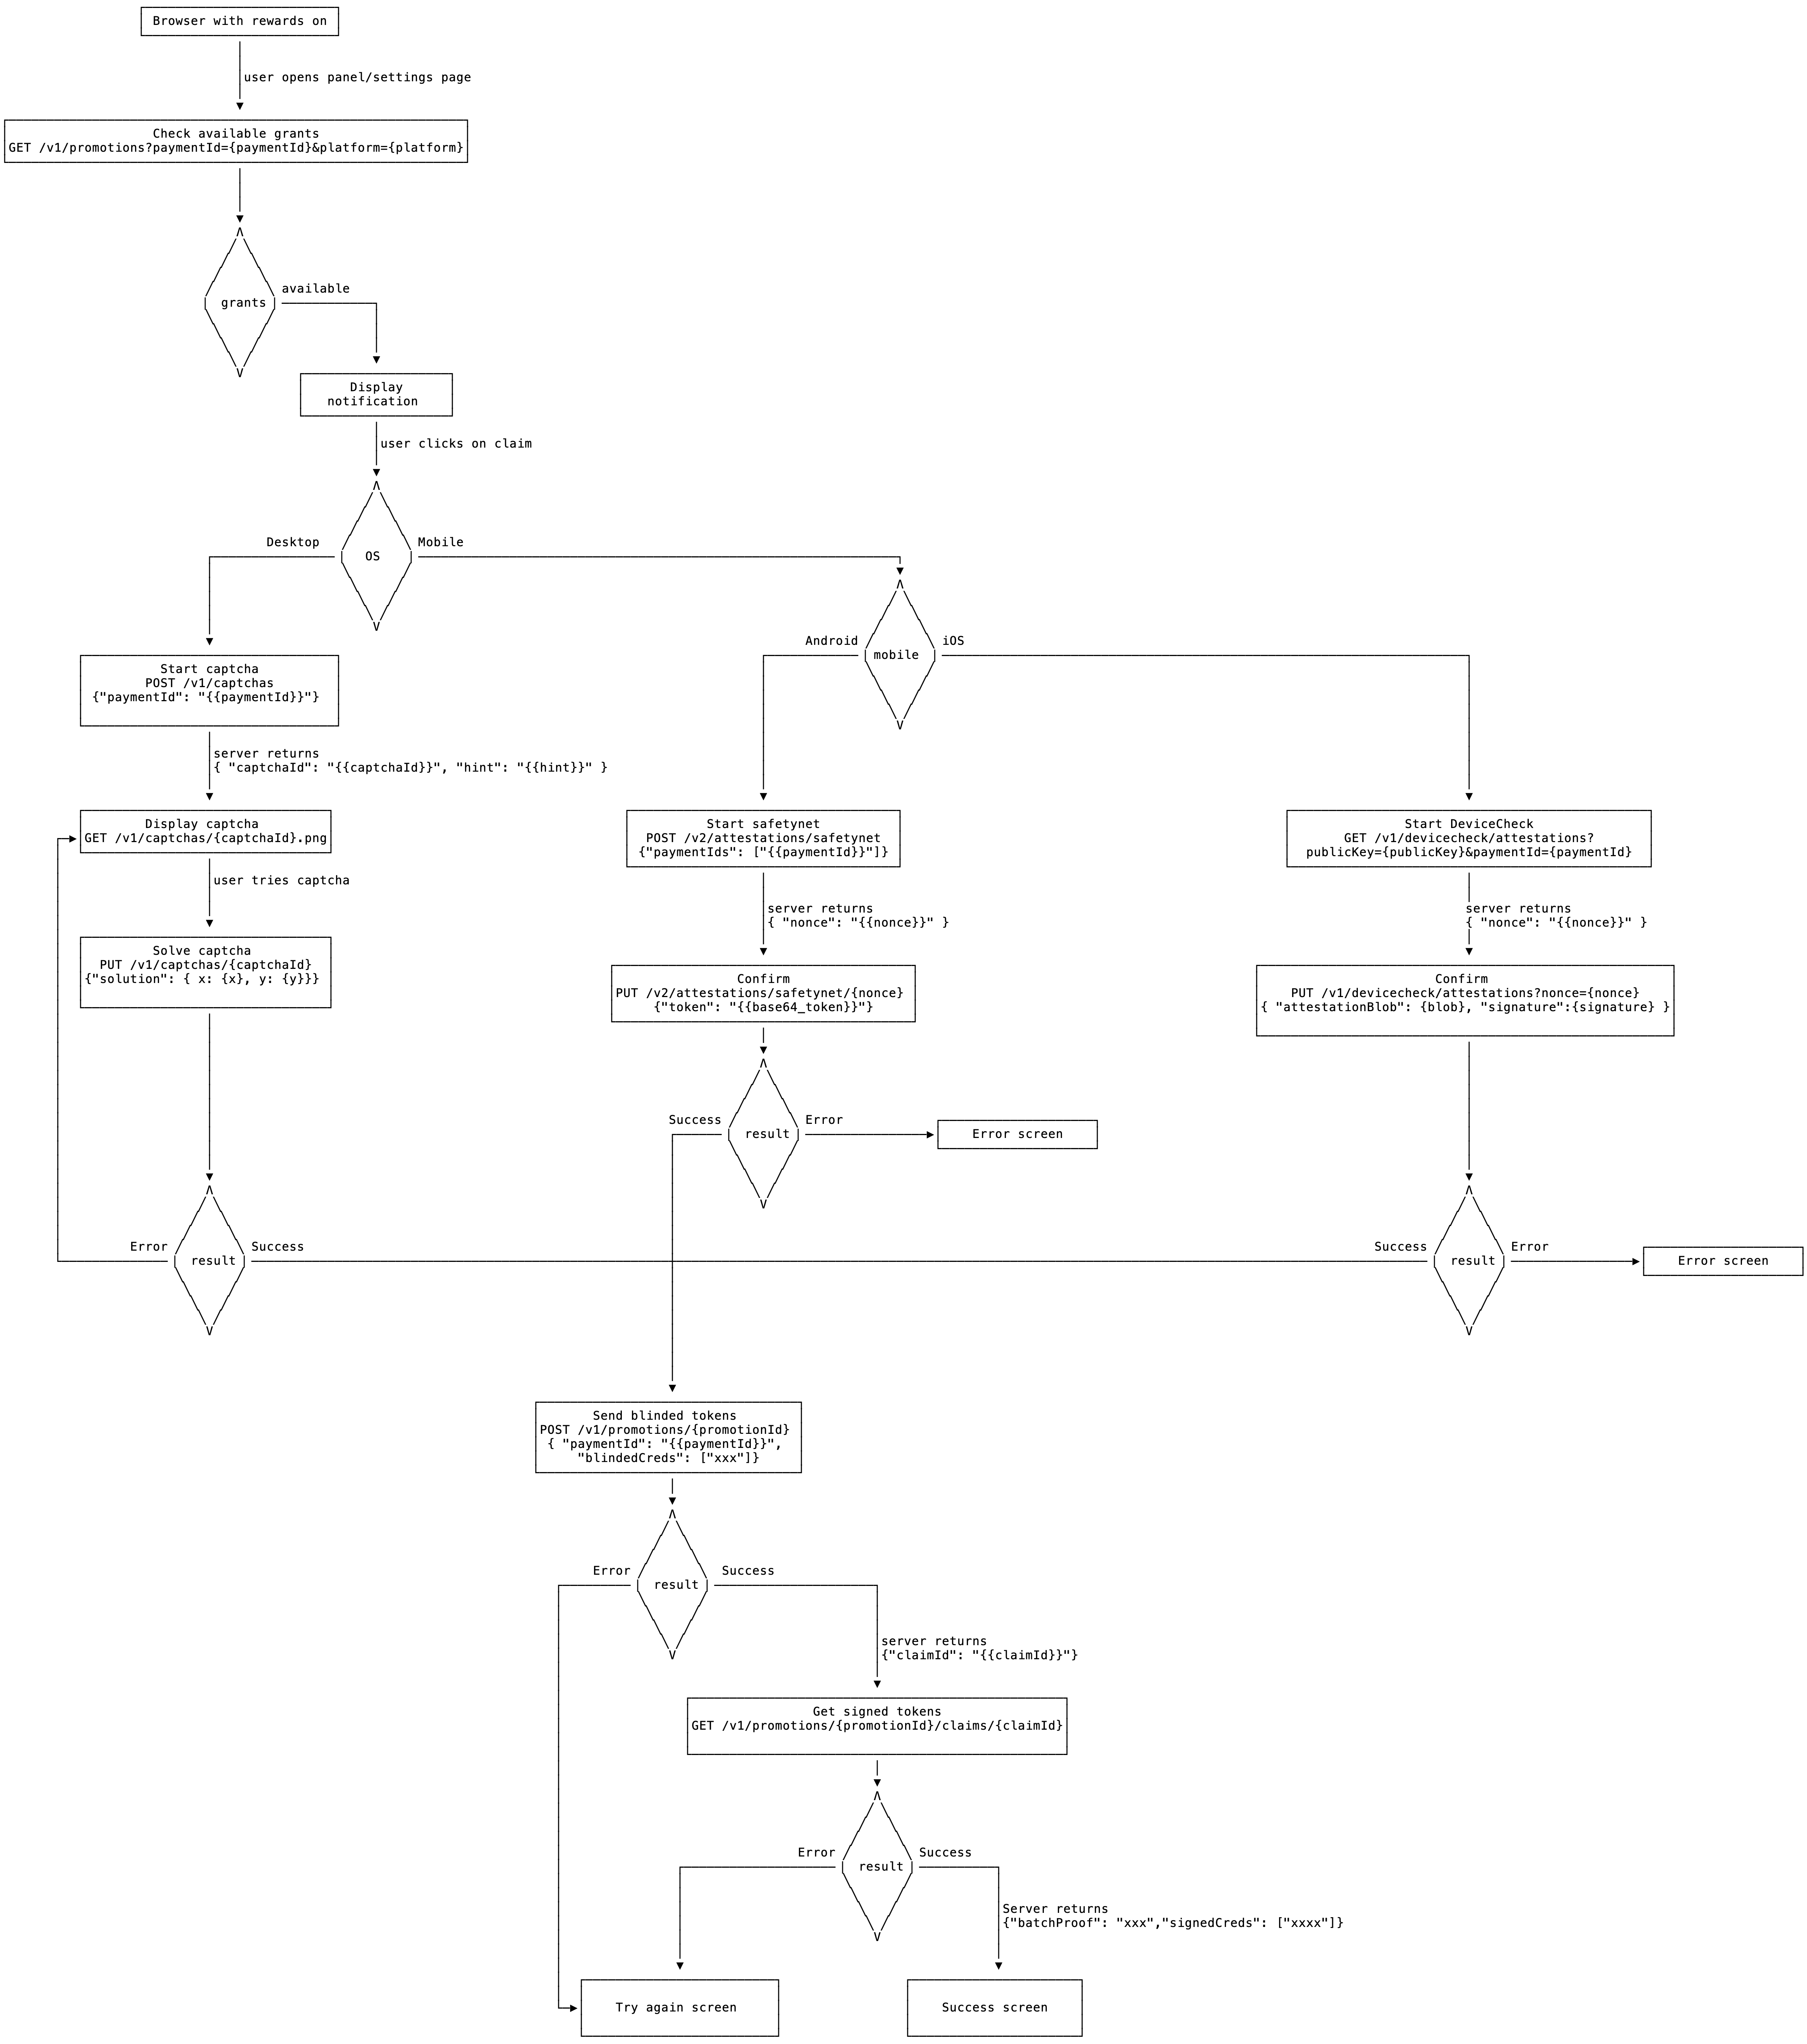 Browser with rewards on
user opens panel/settings page
Check available grants
GET /v1/promotions?paymentId={paymentId}&platform={platform}
available
grants
Display
notification
user clicks on claim
Desktop
Mobile
OS
Android
iOS
mobile
Start captcha
POST /v1/captchas
{"paymentId": "{{paymentId}}"}
server returns
{ "captchaId": "{{captchaId}}", "hint": "{{hint}}" }
Display captcha
GET /v1/captchas/{captchaId}.png
user tries captcha
Solve captcha
PUT /v1/captchas/{captchaId}
{"solution": { x: {x}, y: {y}}}
Start safetynet
POST /v2/attestations/safetynet
{"paymentIds": ["{{paymentId}}"]}
server returns
{ "nonce": "{{nonce}}" }
Confirm
PUT /v2/attestations/safetynet/{nonce}
{"token": "{{base64_token}}"}
Start DeviceCheck
GET /v1/devicecheck/attestations?
publicKey={publicKey}&paymentId={paymentId}
server returns
{ "nonce": "{{nonce}}" }
Confirm
PUT /v1/devicecheck/attestations?nonce={nonce}
{ "attestationBlob": {blob}, "signature":{signature} }
Success
Error
result
Error screen
Error
Success
result
Success
Error
result
Error screen
Send blinded tokens
POST /v1/promotions/{promotionId}
{ "paymentId": "{{paymentId}}",
"blindedCreds": ["xxx"]}
Error
Success
result
server returns
{"claimId": "{{claimId}}"}
Get signed tokens
GET /v1/promotions/{promotionId}/claims/{claimId}
Error
Success
result
Server returns
{"batchProof": "xxx","signedCreds": ["xxxx"]}
Try again screen
Success screen